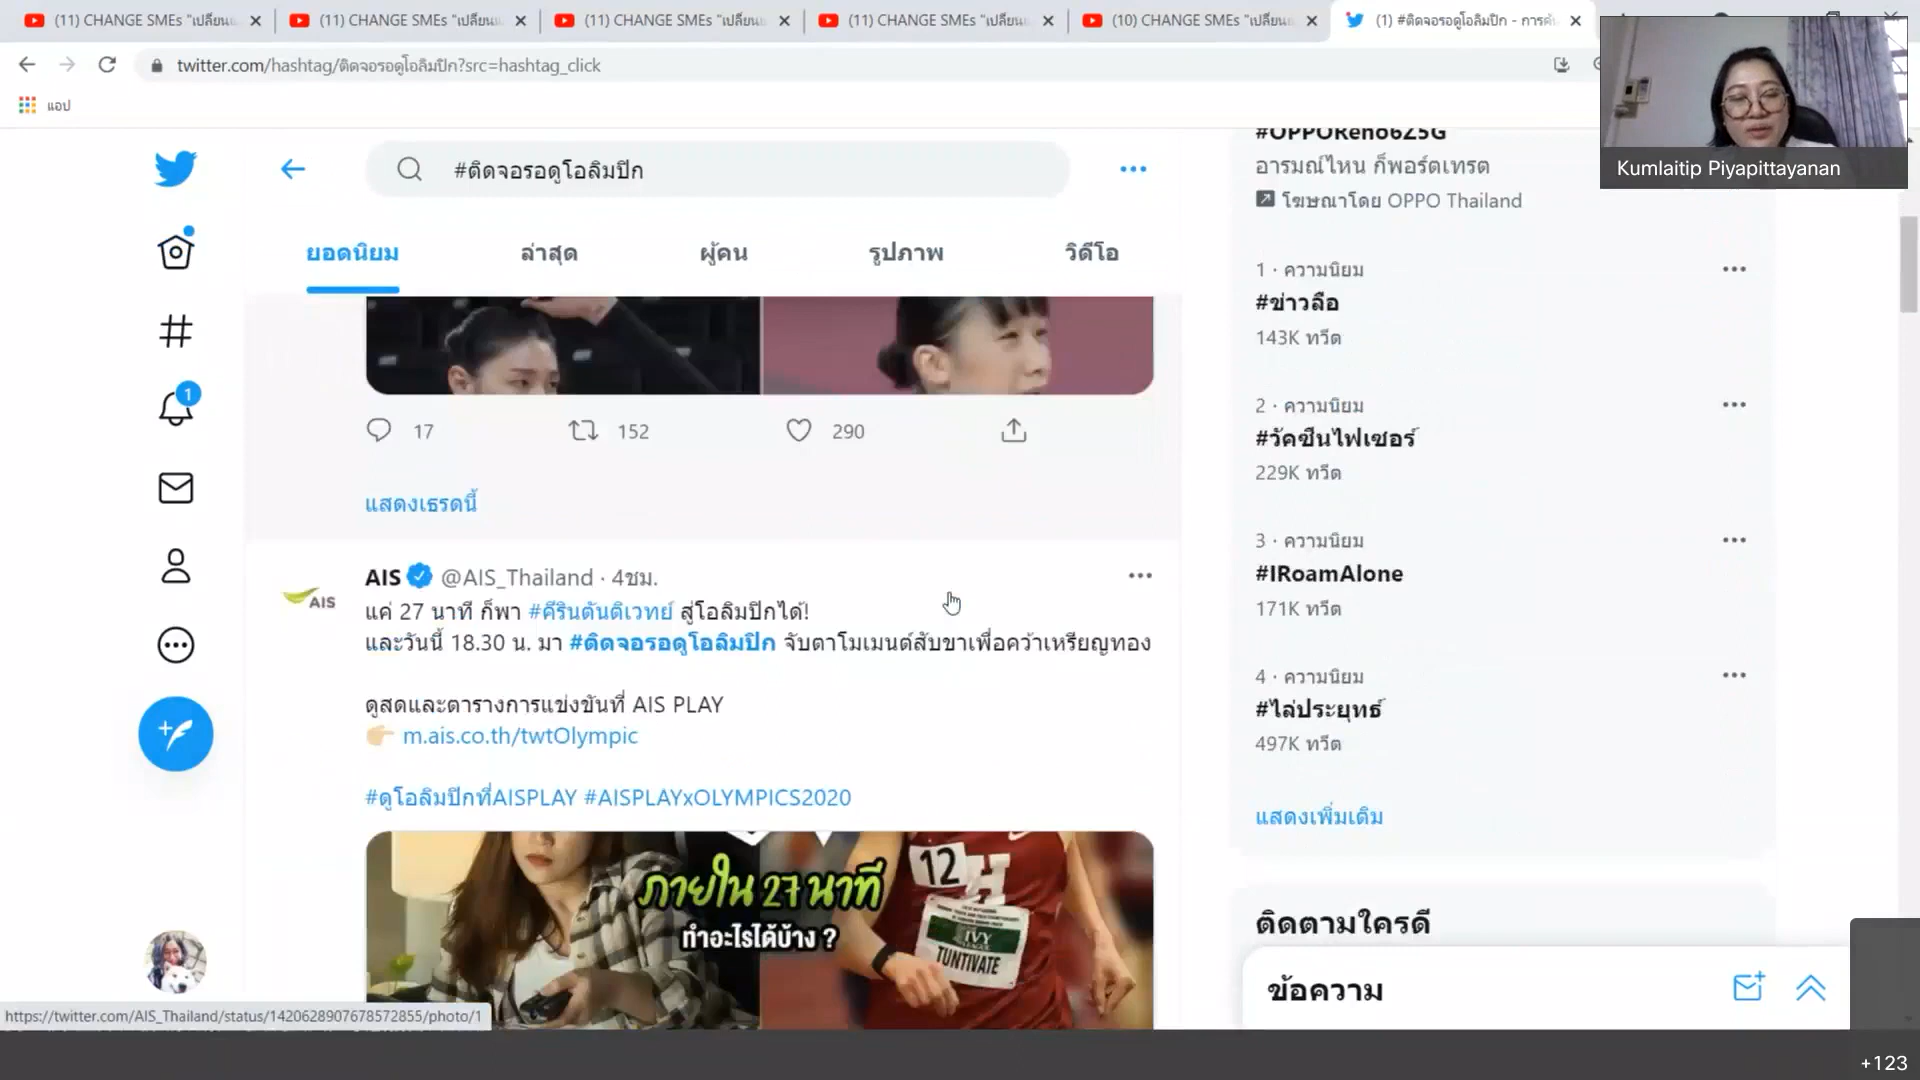 (11) CHANGE SMEs "เปลี่ยน
(11) CHANGE SMEs "เปลี่ยน
(11) CHANGE SMEs "เปลี่ยน
(11) CHANGE SMEs "เปลี่ยน
(10) CHANGE SMEs "เปลี่ยน
(1) #ติดจอรอดูโอลิมปิก - การค้น
twitter.com/hashtag/ติดจอรอดูโอลิมปิก?src=hashtag_click
แอป
#ติดจอรอดูโอลิมปิก
ยอดนิยม
ล่าสุด
ผู้คน
รูปภาพ
วิดีโอ
17
152
290
แสดงเธรดนี้
AIS @AIS_Thailand · 4ชม.
AIS
แค่ 27 นาที ก็พา #คีรินตันติเวทย์ สู่โอลิมปิกได้!
และวันนี้ 18.30 น. มา #ติดจอรอดูโอลิมปิก จับตาโมเมนต์สับขาเพื่อคว้าเหรียญทอง
ดูสดและตารางการแข่งขันที่ AIS PLAY
m.ais.co.th/twtOlympic
#ดูโอลิมปิกที่AISPLAY #AISPLAYxOLYMPICS2020
ภายใน 27 นาที
ทำอะไรได้บ้าง ?
12
H
IVY
TUNTIVATE
#OPPOReno6Z5G
อารมณ์ไหน ก็พอร์ตเทรต
โฆษณาโดย OPPO Thailand
1 · ความนิยม
#ข่าวลือ
143K ทวีต
2 · ความนิยม
#วัคซีนไฟเซอร์
229K ทวีต
3 · ความนิยม
#IRoamAlone
171K ทวีต
4 · ความนิยม
#ไล่ประยุทธ์
497K ทวีต
แสดงเพิ่มเติม
ติดตามใครดี
ข้อความ
1
Kumlaitip Piyapittayanan
https://twitter.com/AIS_Thailand/status/1420628907678572855/photo/1
+123